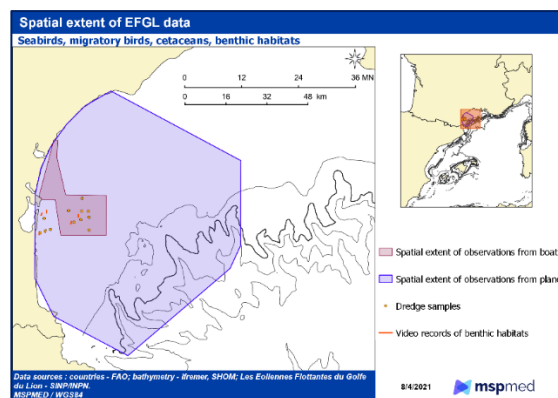 Spatial extent of EFGL data
Seabirds, migratory birds, cetaceans, benthic habitats
0 12 24 36 MN
0 16 32 48 km
Spatial extent of observations from boat
Spatial extent of observations from plane
Dredge samples
Video records of benthic habitats
Data sources : countries - FAO; bathymetry - Ifremer, SHOM; Les Eoliennes Flottantes du Golfe
du Lion - SINP/INPN.
MSPMED / WGS84
8/4/2021
mspmed